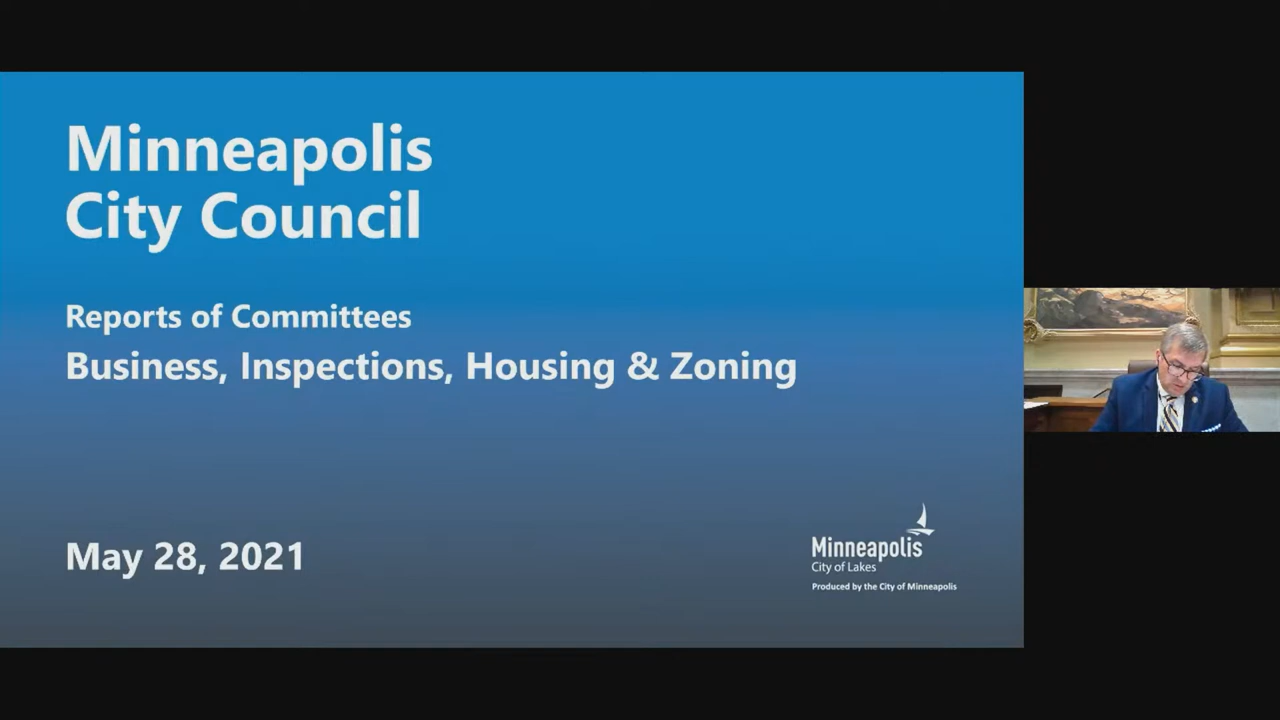 Minneapolis
City Council
Reports of Committees
Business, Inspections, Housing & Zoning
May 28, 2021
Minneapolis
City of Lakes
Produced by the City of Minneapolis